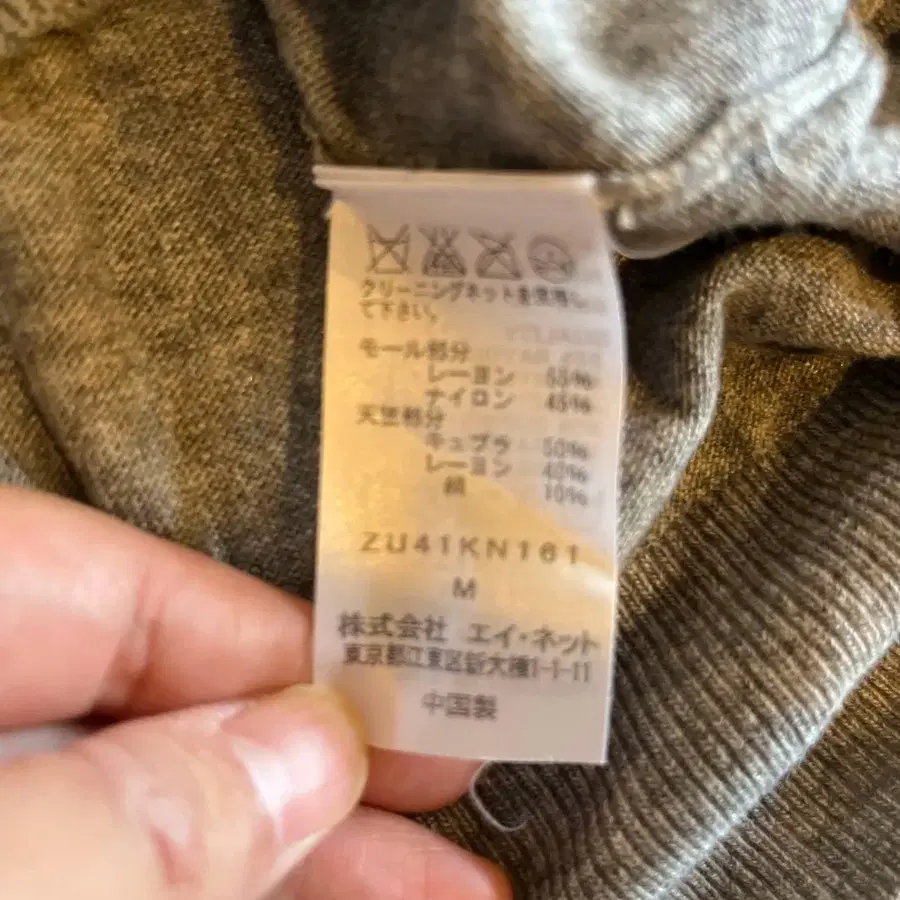 クリーニングネットを使用し
て下さい。
モール部分
レーヨン 55%
ナイロン 45%
天竺部分
キュプラ 50%
レーヨン 40%
絹 10%
ZU41KN161
M
株式会社 エイ・ネット
東京都江東区新大橋1-1-11
中国製